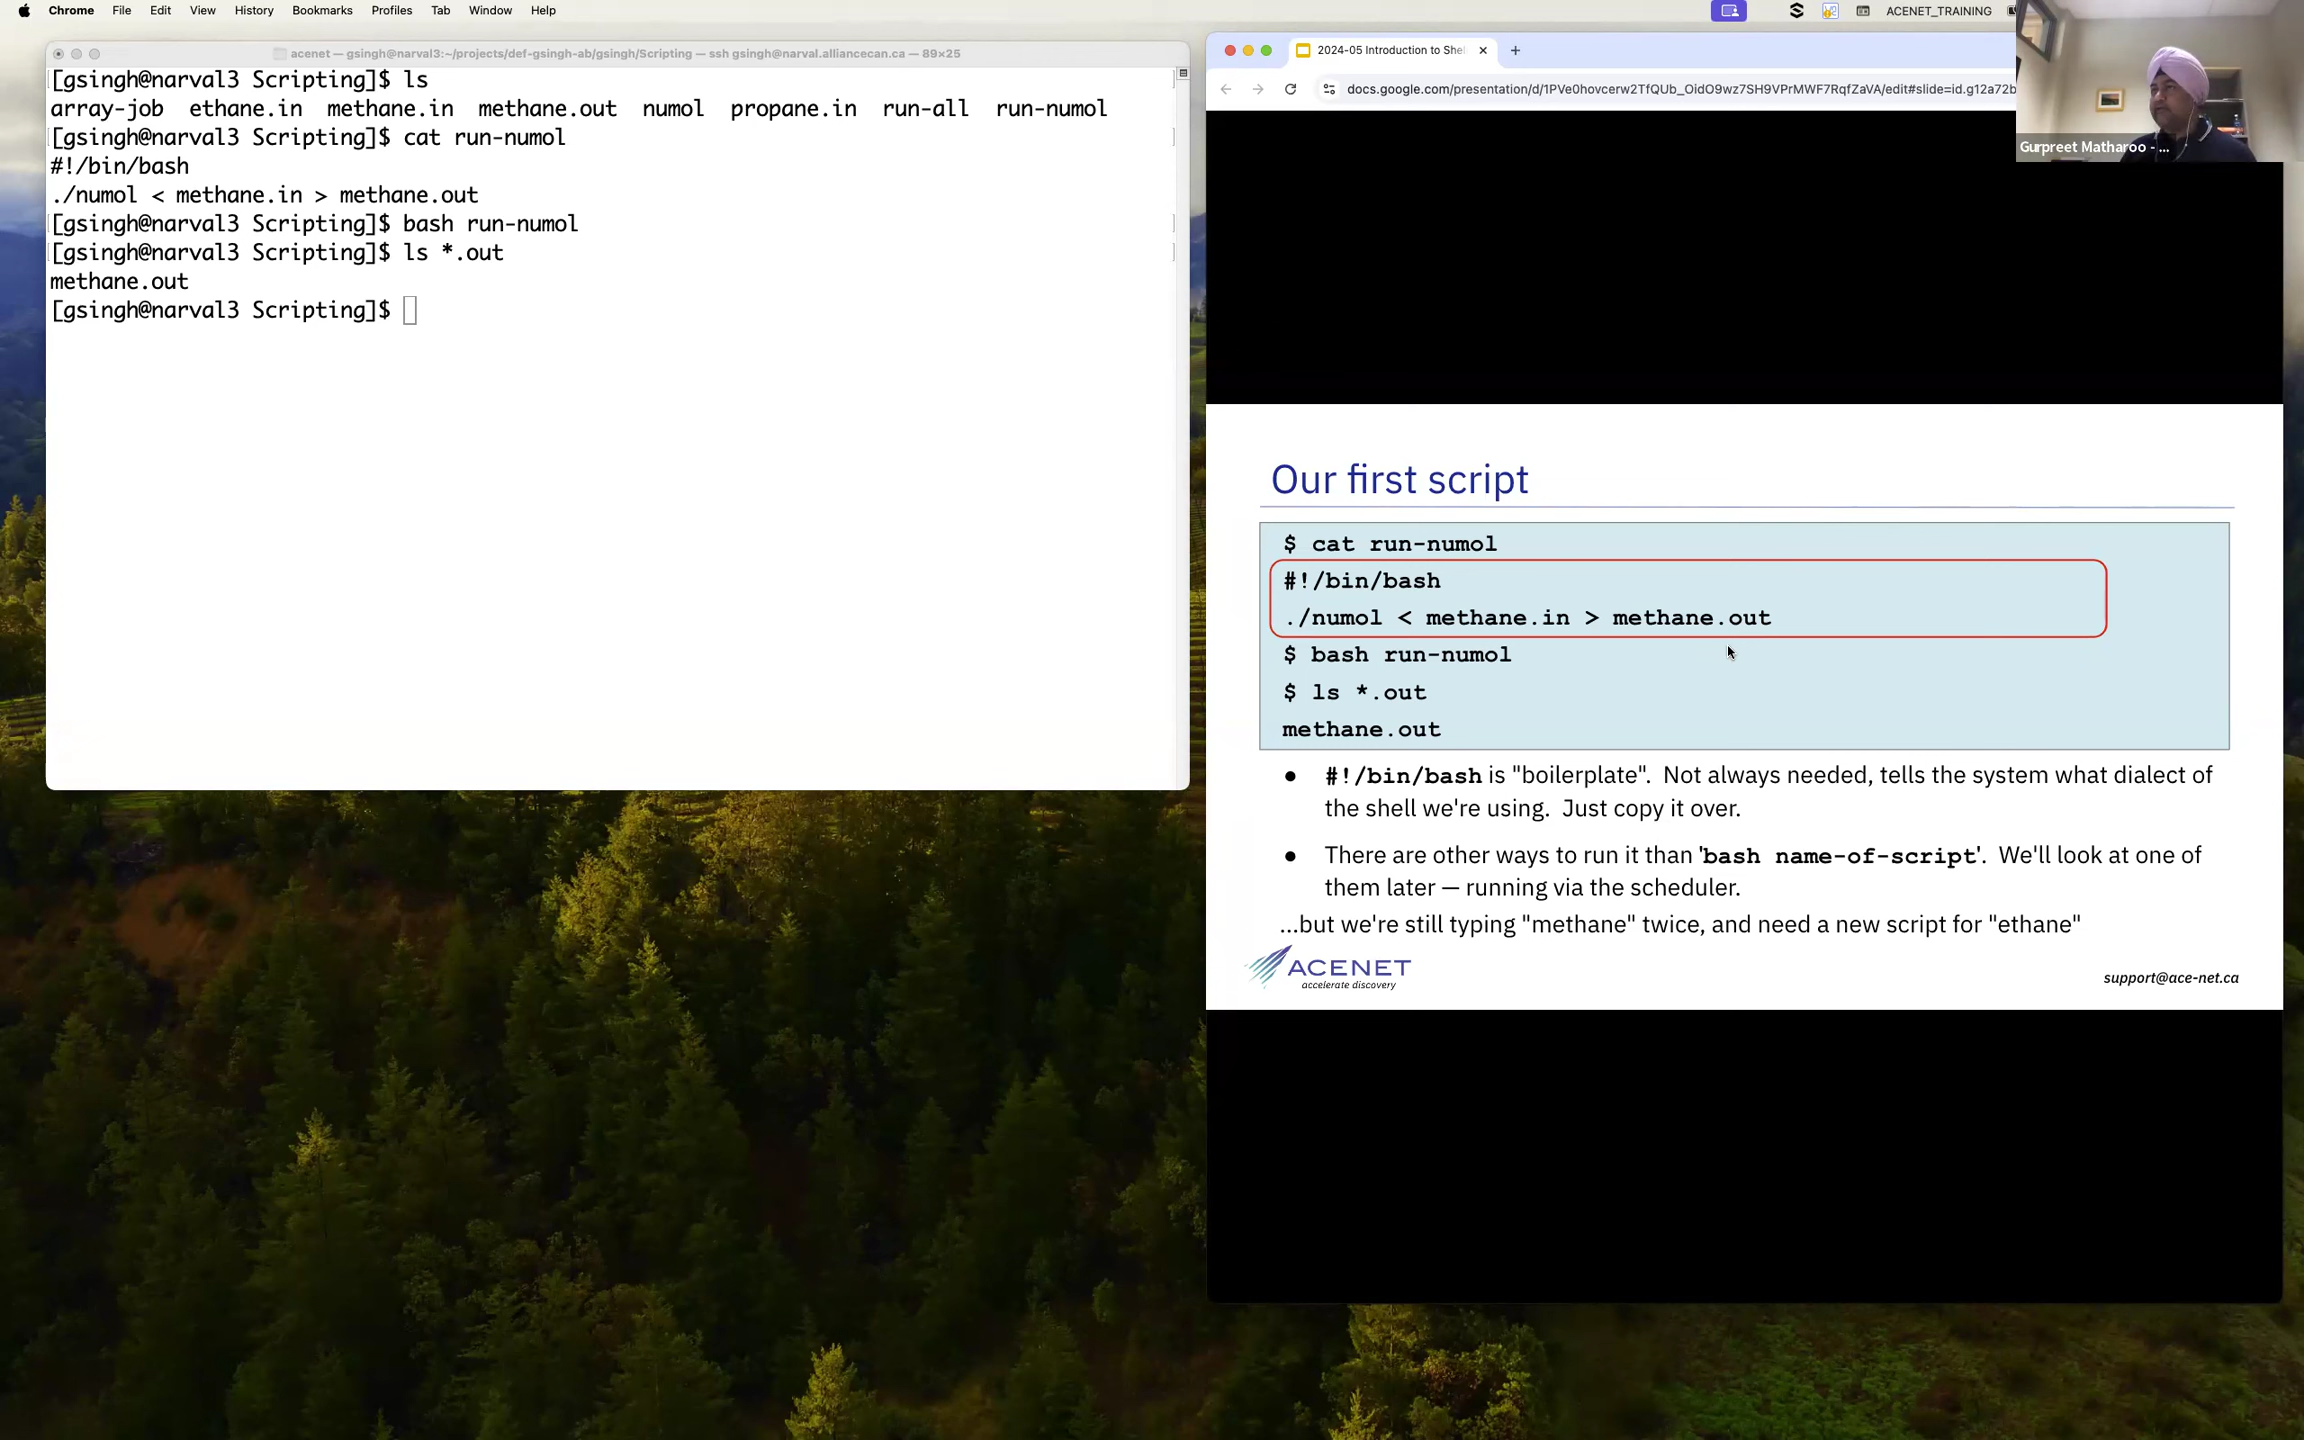 Chrome File Edit View History Bookmarks Profiles Tab Window Help ACENET_TRAINING
acenet — gsingh@narval3:~/projects/def-gsingh-ab/gsingh/Scripting — ssh gsingh@narval.alliancecan.ca — 89×25
[gsingh@narval3 Scripting]$ ls
array-job ethane.in methane.in methane.out numol propane.in run-all run-numol
[gsingh@narval3 Scripting]$ cat run-numol
#!/bin/bash
./numol < methane.in > methane.out
[gsingh@narval3 Scripting]$ bash run-numol
[gsingh@narval3 Scripting]$ ls *.out
methane.out
[gsingh@narval3 Scripting]$
2024-05 Introduction to She
docs.google.com/presentation/d/1PVe0hovcerw2TfQUb_OidO9wz7SH9VPrMWF7RqfZaVA/edit#slide=id.g12a72b
Gurpreet Matharoo - ...
Our first script
$ cat run-numol
#!/bin/bash
./numol < methane.in > methane.out
$ bash run-numol
$ ls *.out
methane.out
● #!/bin/bash is "boilerplate". Not always needed, tells the system what dialect of
the shell we're using. Just copy it over.
● There are other ways to run it than 'bash name-of-script'. We'll look at one of
them later — running via the scheduler.
...but we're still typing "methane" twice, and need a new script for "ethane"
ACENET
accelerate discovery
support@ace-net.ca